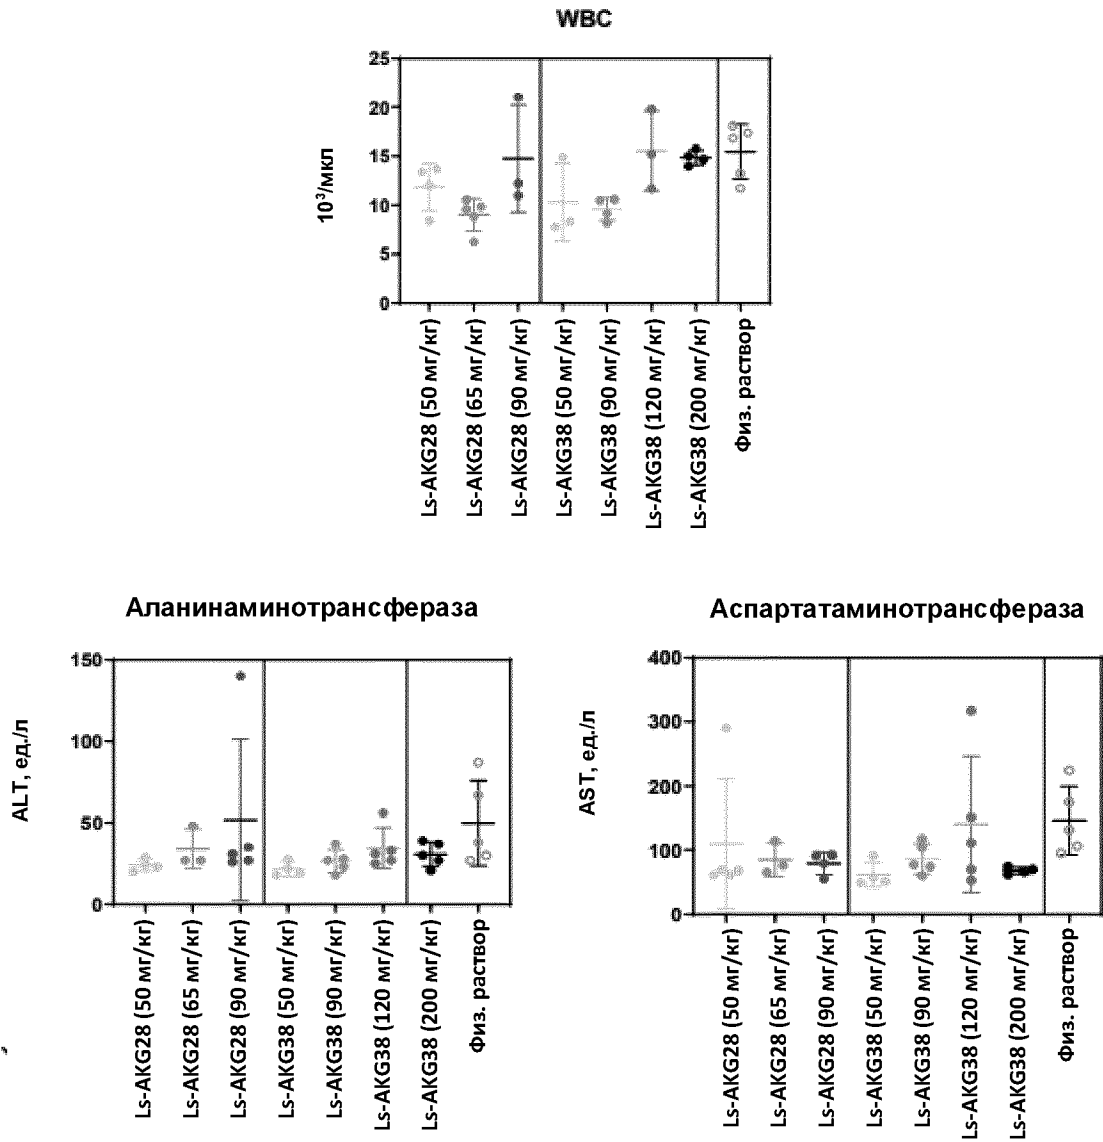 WBC
25
20
15
10
5
0
10³/мкл
Ls-AKG28 (50 мг/кг)
Ls-AKG28 (65 мг/кг)
Ls-AKG28 (90 мг/кг)
Ls-AKG38 (50 мг/кг)
Ls-AKG38 (90 мг/кг)
Ls-AKG38 (120 мг/кг)
Ls-AKG38 (200 мг/кг)
Физ. раствор
Аланинаминотрансфераза
150
100
50
0
ALT, ед./л
Ls-AKG28 (50 мг/кг)
Ls-AKG28 (65 мг/кг)
Ls-AKG28 (90 мг/кг)
Ls-AKG38 (50 мг/кг)
Ls-AKG38 (90 мг/кг)
Ls-AKG38 (120 мг/кг)
Ls-AKG38 (200 мг/кг)
Физ. раствор
Аспартатаминотрансфераза
400
300
200
100
0
AST, ед./л
Ls-AKG28 (50 мг/кг)
Ls-AKG28 (65 мг/кг)
Ls-AKG28 (90 мг/кг)
Ls-AKG38 (50 мг/кг)
Ls-AKG38 (90 мг/кг)
Ls-AKG38 (120 мг/кг)
Ls-AKG38 (200 мг/кг)
Физ. раствор